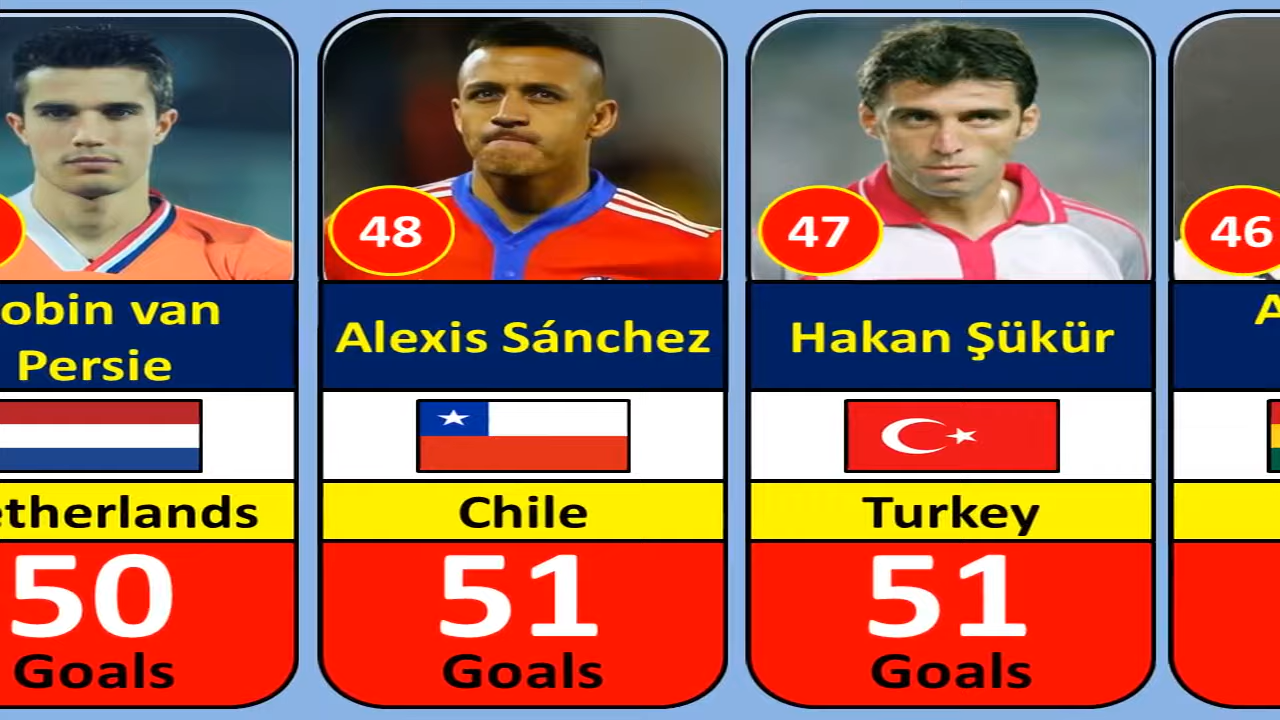 obin van
Persie
etherlands
50
Goals
48
Alexis Sánchez
Chile
51
Goals
47
Hakan Şükür
Turkey
51
Goals
46
A